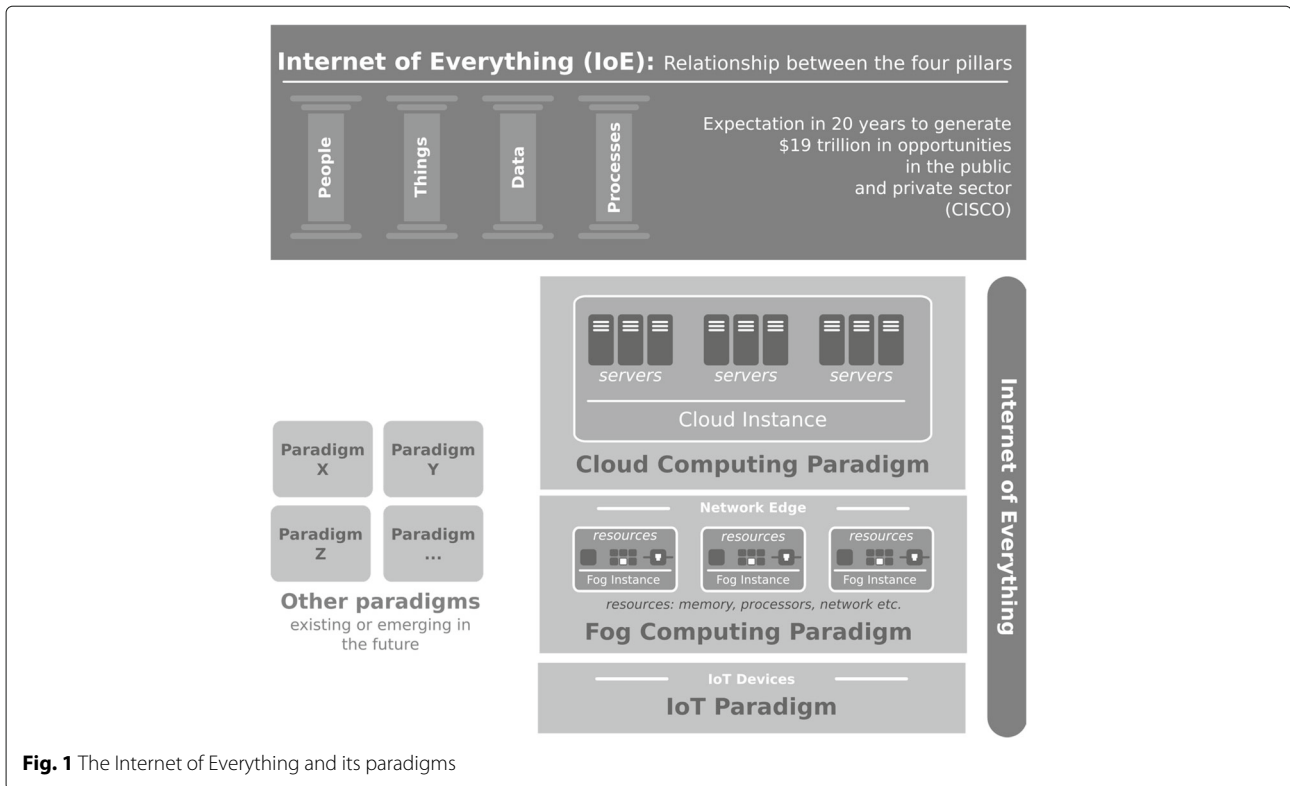 Internet of Everything (IoE): Relationship between the four pillars
People
Things
Data
Processes
Expectation in 20 years to generate
$19 trillion in opportunities
in the public
and private sector
(CISCO)
servers
servers
servers
Cloud Instance
Cloud Computing Paradigm
Network Edge
resources
resources
resources
Fog Instance
Fog Instance
Fog Instance
resources: memory, processors, network etc.
Fog Computing Paradigm
IoT Devices
IoT Paradigm
Internet of Everything
Paradigm
X
Paradigm
Y
Paradigm
Z
Paradigm
...
Other paradigms
existing or emerging in
the future
Fig. 1 The Internet of Everything and its paradigms